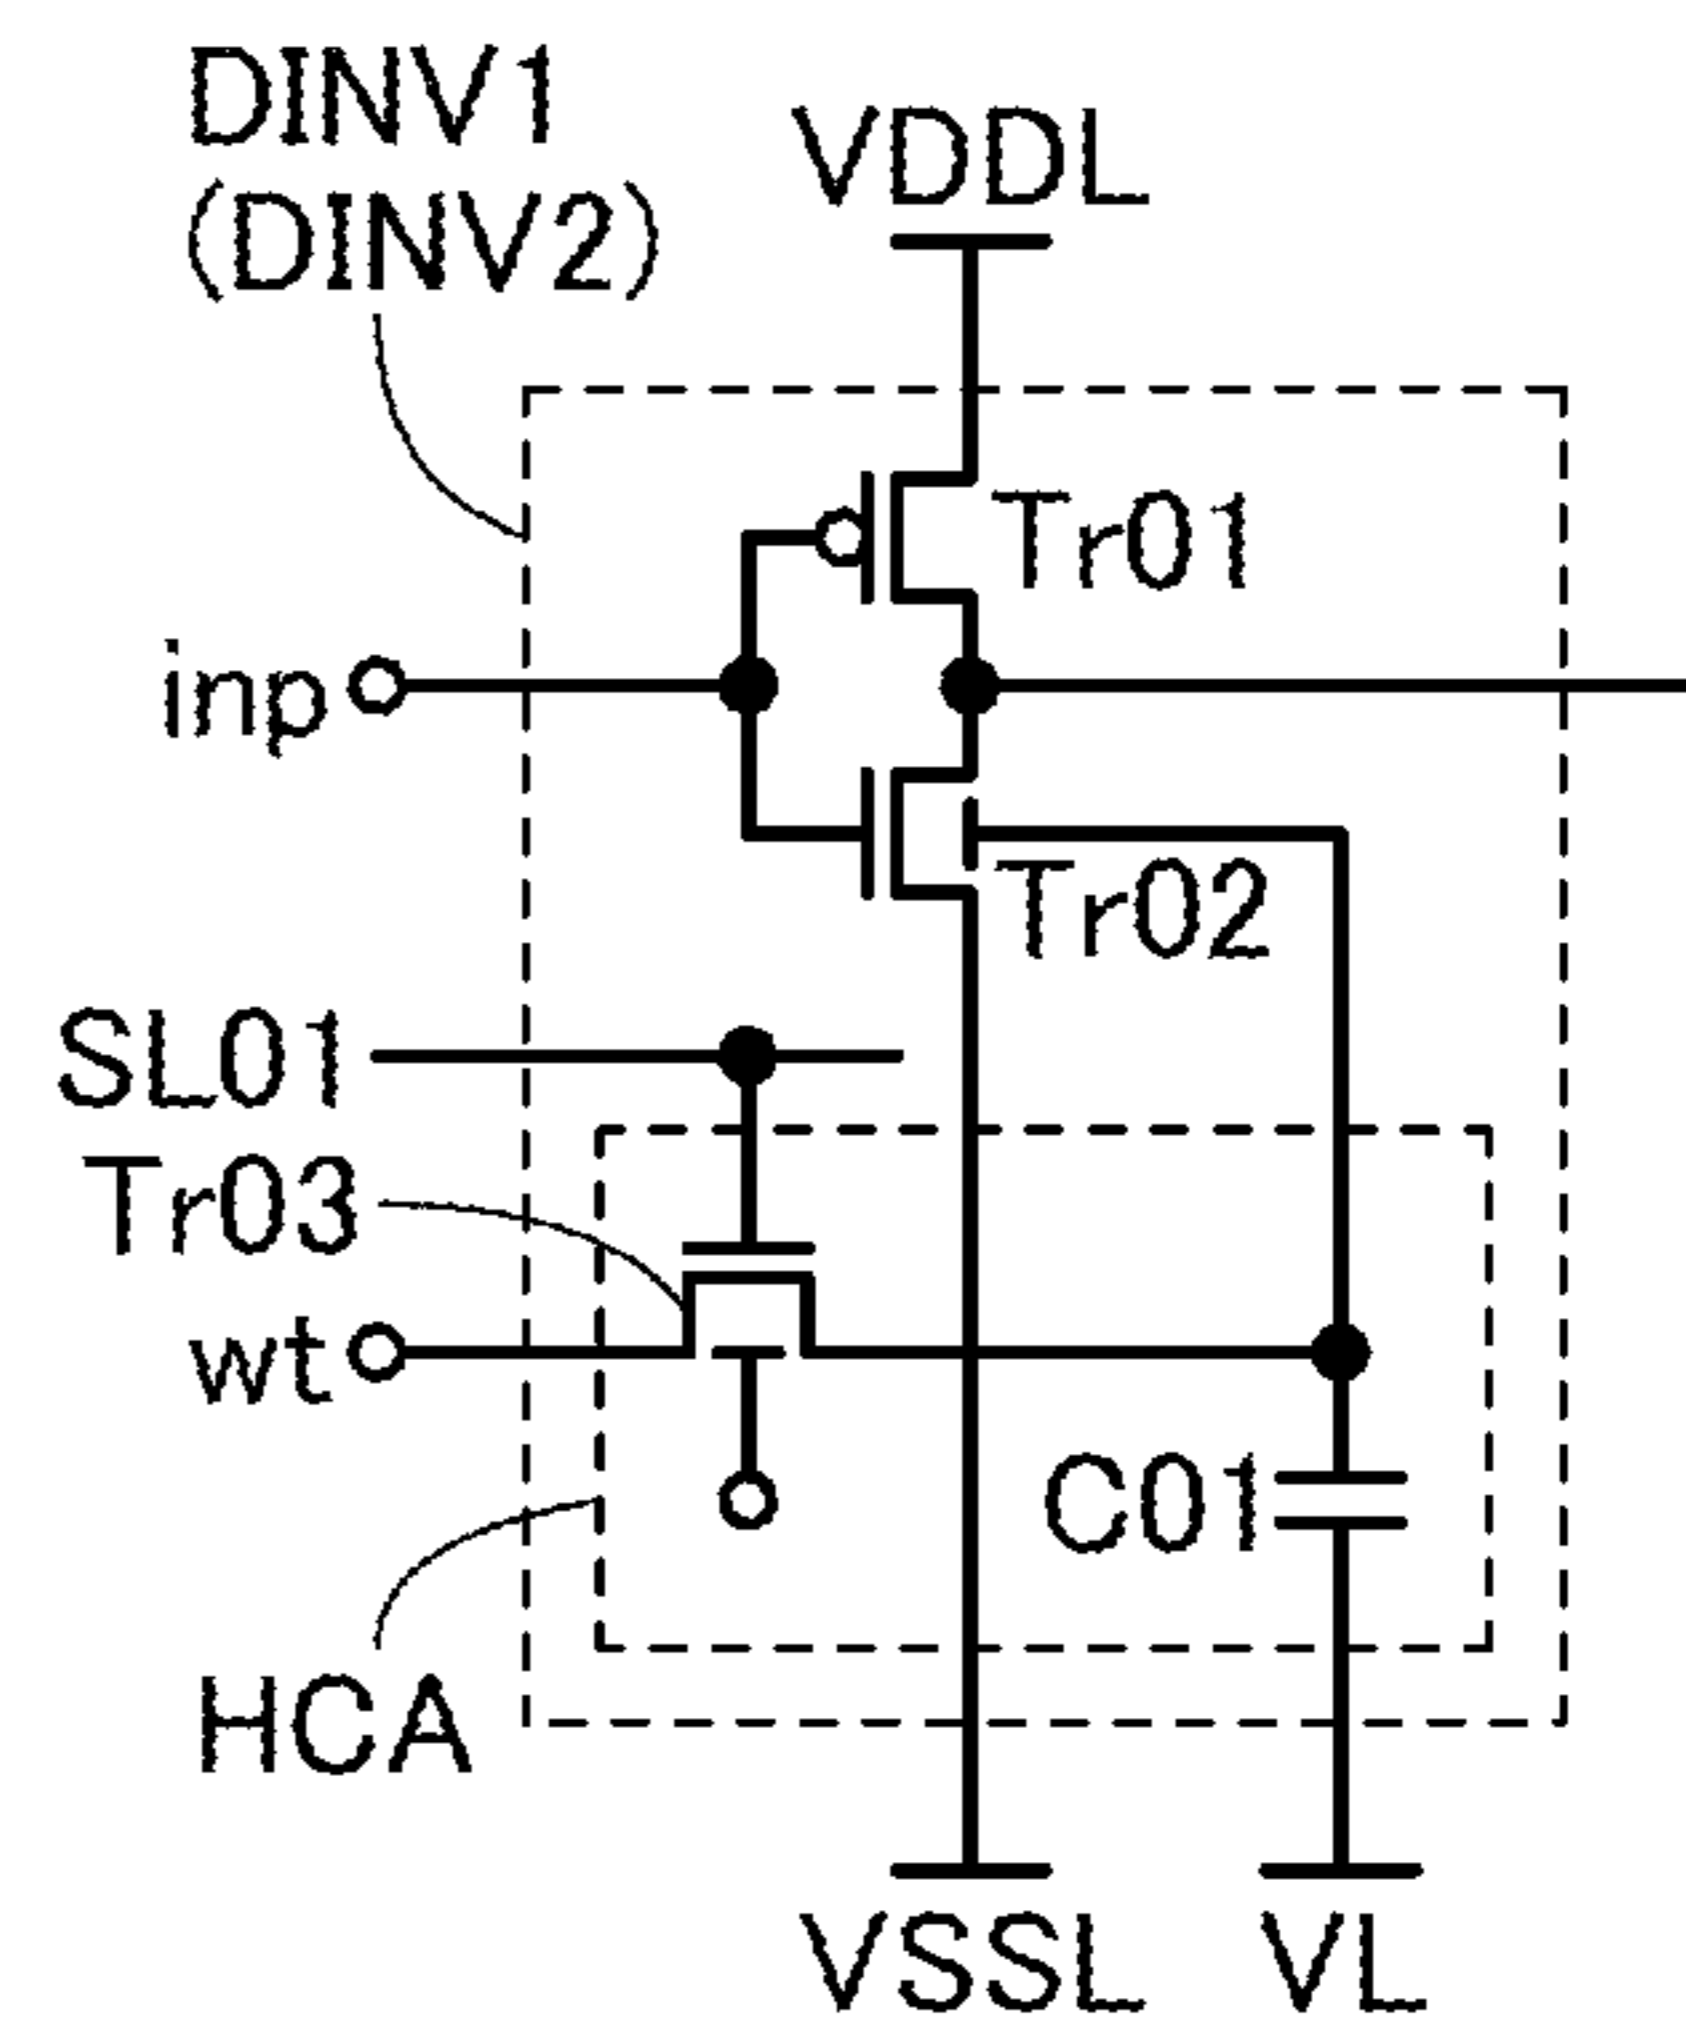 DINV1
(DINV2)
VDDL
Tr01
inp
Tr02
SL01
Tr03
wt
C01
HCA
VSSL
VL